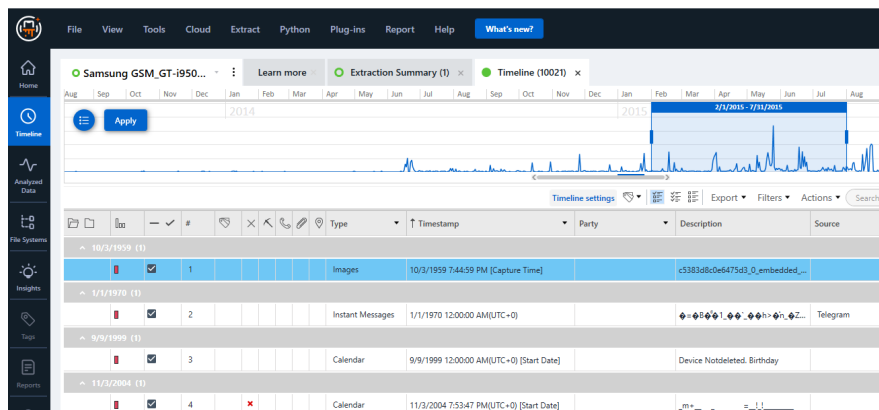 File View Tools Cloud Extract Python Plug-ins Report Help What's new?
Home
Timeline
Analyzed Data
File Systems
Insights
Tags
Reports
Samsung GSM_GT-i950... Learn more Extraction Summary (1) × Timeline (10021) ×
Aug Sep Oct Nov Dec Jan Feb Mar Apr May Jun Jul Aug Sep Oct Nov Dec Jan Feb Mar Apr May Jun Jul Aug
2014 2015 2/1/2015 - 7/31/2015
Apply
Timeline settings Export Filters Actions Search
# Type ↑ Timestamp Party Description Source
10/3/1959 (1)
1 Images 10/3/1959 7:44:59 PM [Capture Time] c5383d8c0e6475d3_0_embedded_...
1/1/1970 (1)
2 Instant Messages 1/1/1970 12:00:00 AM(UTC+0) Telegram
9/9/1999 (1)
3 Calendar 9/9/1999 12:00:00 AM(UTC+0) [Start Date] Device Notdeleted. Birthday
11/3/2004 (1)
4 Calendar 11/3/2004 7:53:47 PM(UTC+0) [Start Date]